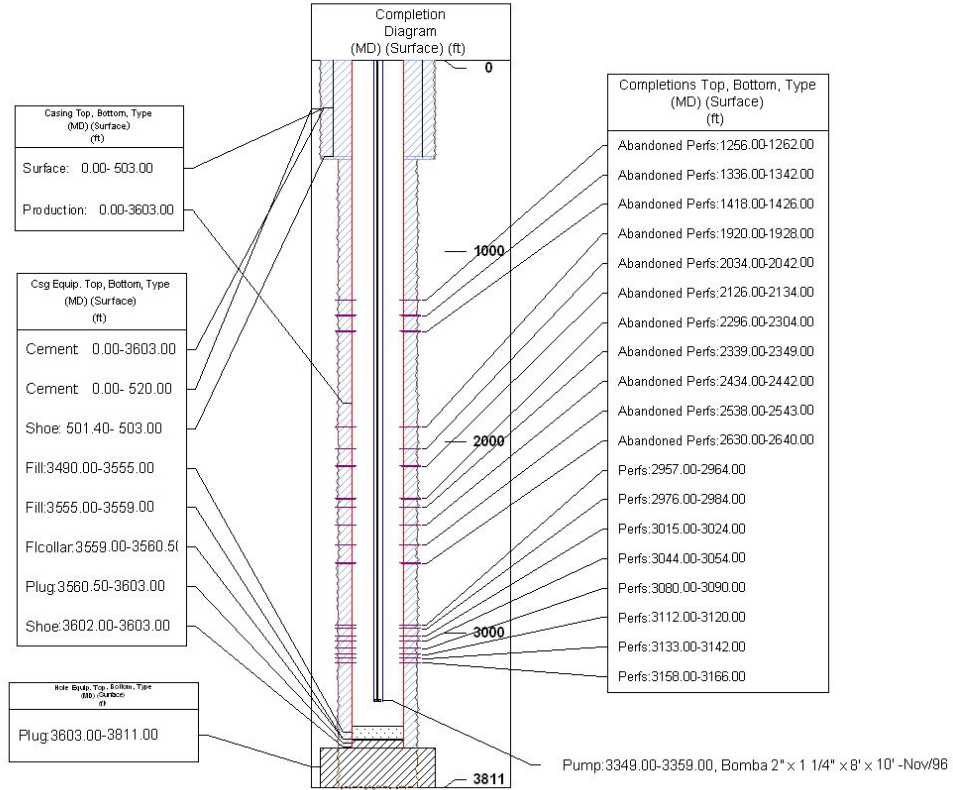 Completion
Diagram
(MD) (Surface) (ft)
0
1000
2000
3000
3811
Casing Top, Bottom, Type
(MD) (Surface)
(ft)
Surface: 0.00- 503.00
Production: 0.00-3603.00
Csg Equip. Top, Bottom, Type
(MD) (Surface)
(ft)
Cement: 0.00-3603.00
Cement: 0.00- 520.00
Shoe: 501.40- 503.00
Fill:3490.00-3555.00
Fill:3555.00-3559.00
Flcollar:3559.00-3560.50
Plug:3560.50-3603.00
Shoe:3602.00-3603.00
Hole Equip. Top, Bottom, Type
(MD) (Surface)
(ft)
Plug:3603.00-3811.00
Completions Top, Bottom, Type
(MD) (Surface)
(ft)
Abandoned Perfs:1256.00-1262.00
Abandoned Perfs:1336.00-1342.00
Abandoned Perfs:1418.00-1426.00
Abandoned Perfs:1920.00-1928.00
Abandoned Perfs:2034.00-2042.00
Abandoned Perfs:2126.00-2134.00
Abandoned Perfs:2296.00-2304.00
Abandoned Perfs:2339.00-2349.00
Abandoned Perfs:2434.00-2442.00
Abandoned Perfs:2538.00-2543.00
Abandoned Perfs:2630.00-2640.00
Perfs:2957.00-2964.00
Perfs:2976.00-2984.00
Perfs:3015.00-3024.00
Perfs:3044.00-3054.00
Perfs:3080.00-3090.00
Perfs:3112.00-3120.00
Perfs:3133.00-3142.00
Perfs:3158.00-3166.00
Pump:3349.00-3359.00, Bomba 2" x 1 1/4" x 8' x 10' -Nov/96